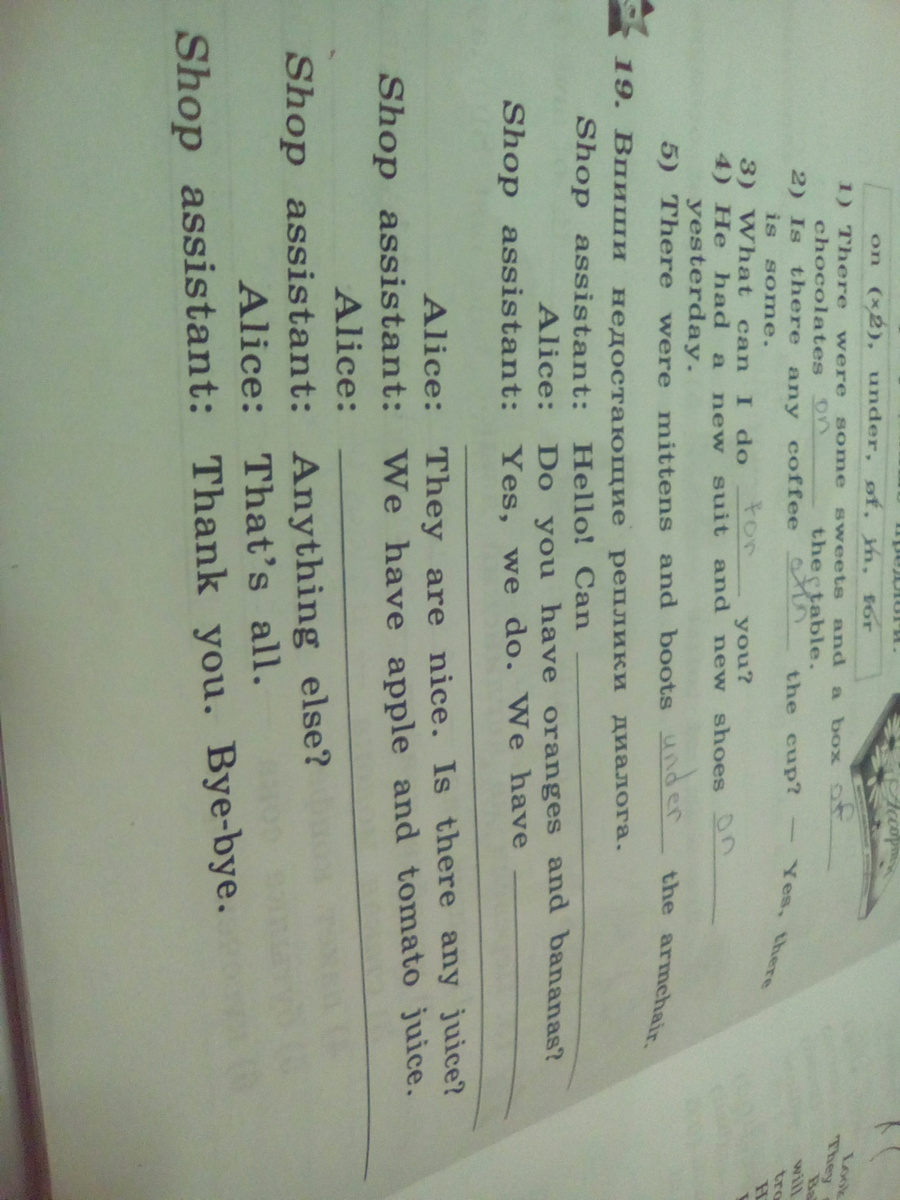 предлоги.
on (x2), under, of, in, for
1) There were some sweets and a box of
chocolates on the table.
2) Is there any coffee in the cup? — Yes, there
is some.
3) What can I do for you?
4) He had a new suit and new shoes on
yesterday.
5) There were mittens and boots under the armchair.
19. Впиши недостающие реплики диалога.
Shop assistant: Hello! Can
Alice: Do you have oranges and bananas?
Shop assistant: Yes, we do. We have
Alice: They are nice. Is there any juice?
Shop assistant: We have apple and tomato juice.
Alice:
Shop assistant: Anything else?
Alice: That's all.
Shop assistant: Thank you. Bye-bye.
They
will